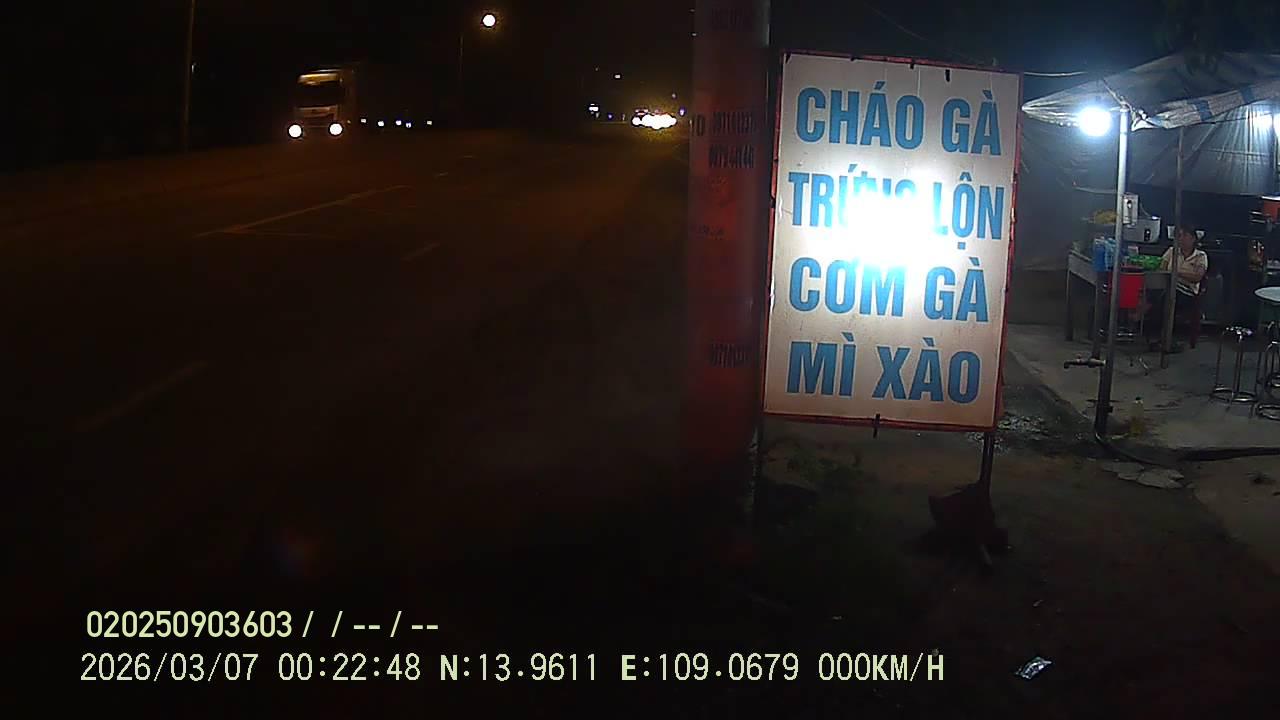 CHÁO GÀ
TRỨNG LỘN
CƠM GÀ
MÌ XÀO
020250903603 / / -- / --
2026/03/07 00:22:48 N:13.9611 E:109.0679 000KM/H